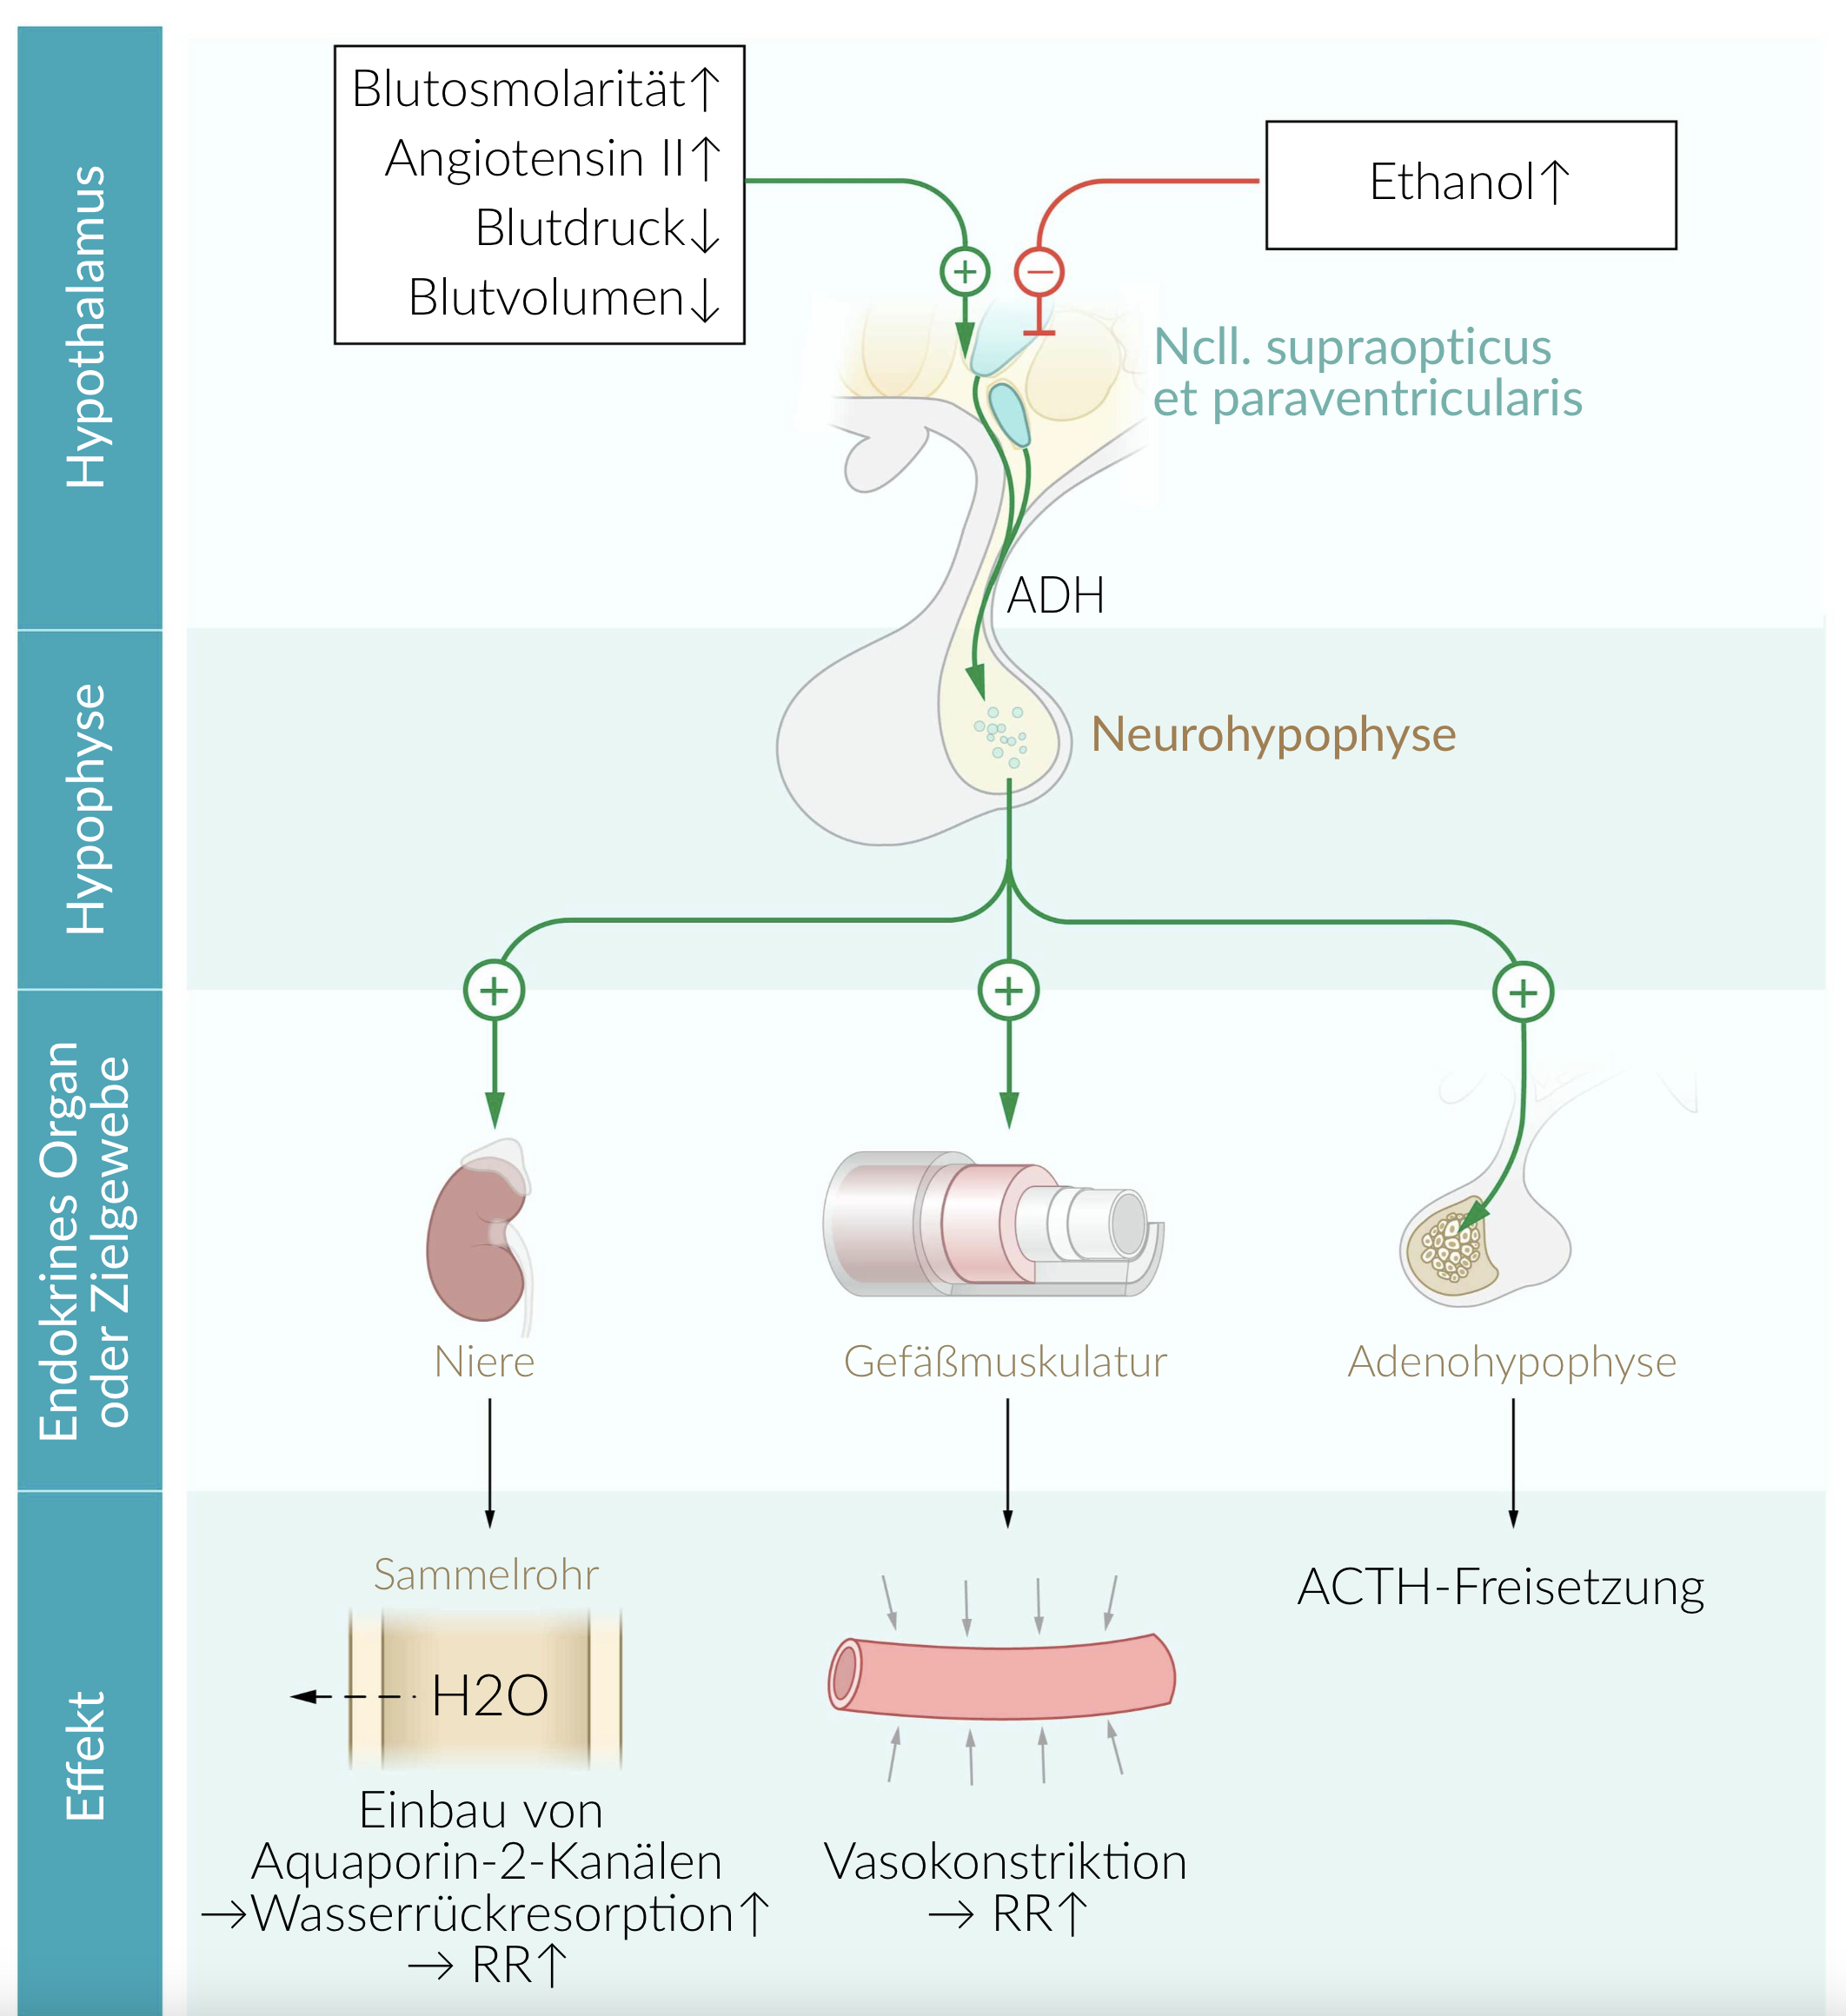 Hypothalamus
Blutosmolarität↑
Angiotensin II↑
Blutdruck↓
Blutvolumen↓
Ethanol↑
+
−
Ncll. supraopticus
et paraventricularis
ADH
Hypophyse
Neurohypophyse
+
+
+
Endokrines Organ
oder Zielgewebe
Niere
Gefäßmuskulatur
Adenohypophyse
Effekt
Sammelrohr
H2O
Einbau von
Aquaporin-2-Kanälen
→Wasserrückresorption↑
→ RR↑
Vasokonstriktion
→ RR↑
ACTH-Freisetzung